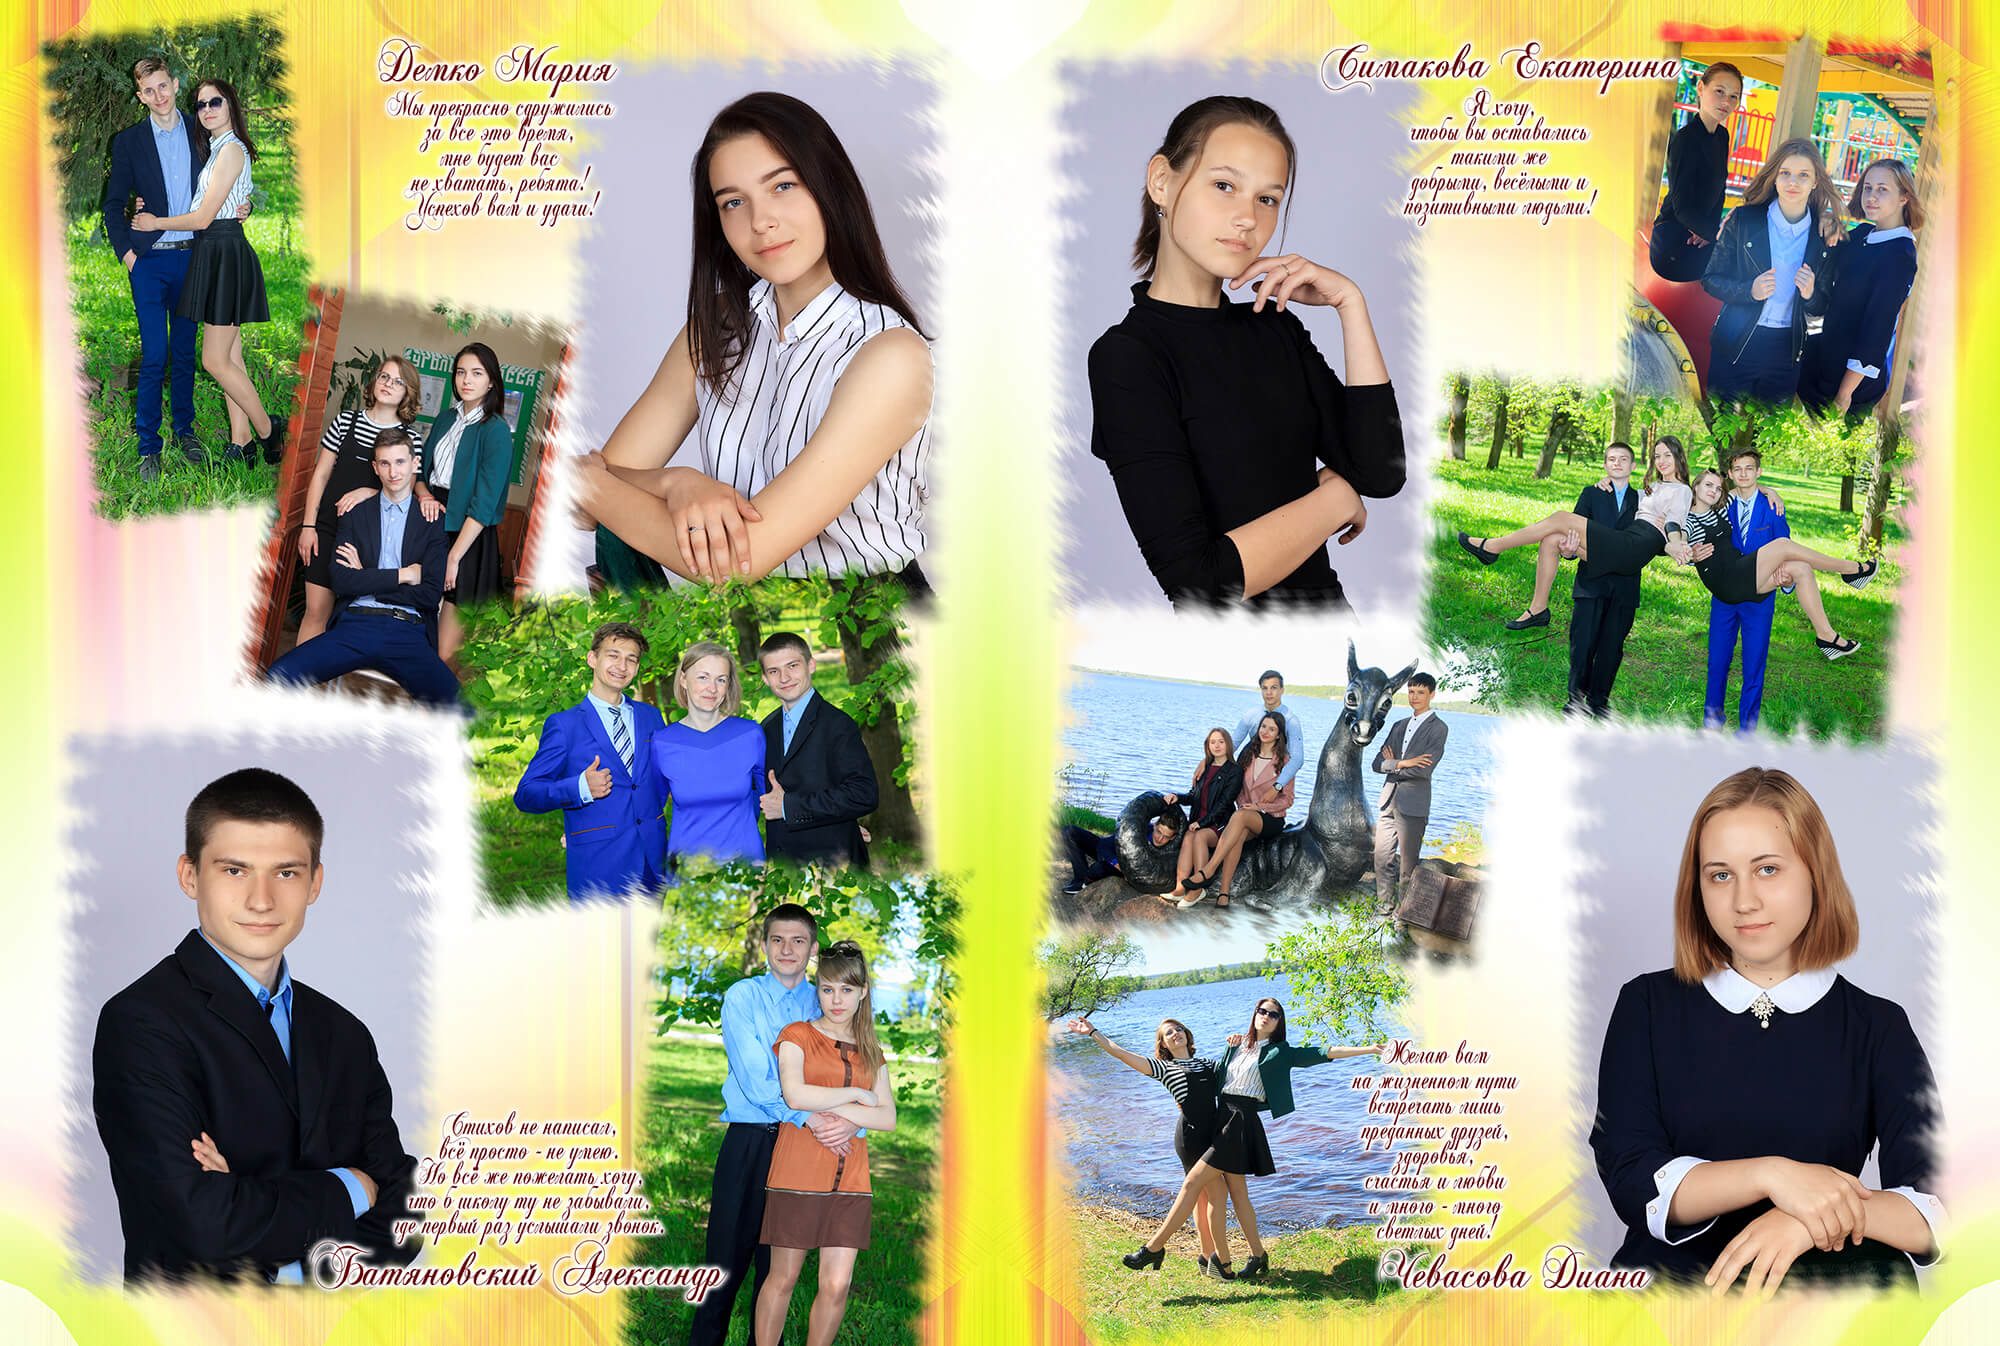 Демко Мария
Мы прекрасно сдружились
за все это время,
мне будет вас
не хватать, ребята!
Успехов вам и удачи!
Стихов не написал,
всё просто - не умею.
Но всё же пожелать хочу,
что б школу ту не забывали,
где первый раз услышали звонок.
Батяновский Александр
Симакова Екатерина
Я хочу,
чтобы вы оставались
такими же
добрыми, весёлыми и
позитивными людьми!
Желаю вам
на жизненном пути
встречать лишь
преданных друзей,
здоровья,
счастья и любви
и много - много
светлых дней!
Чевасова Диана